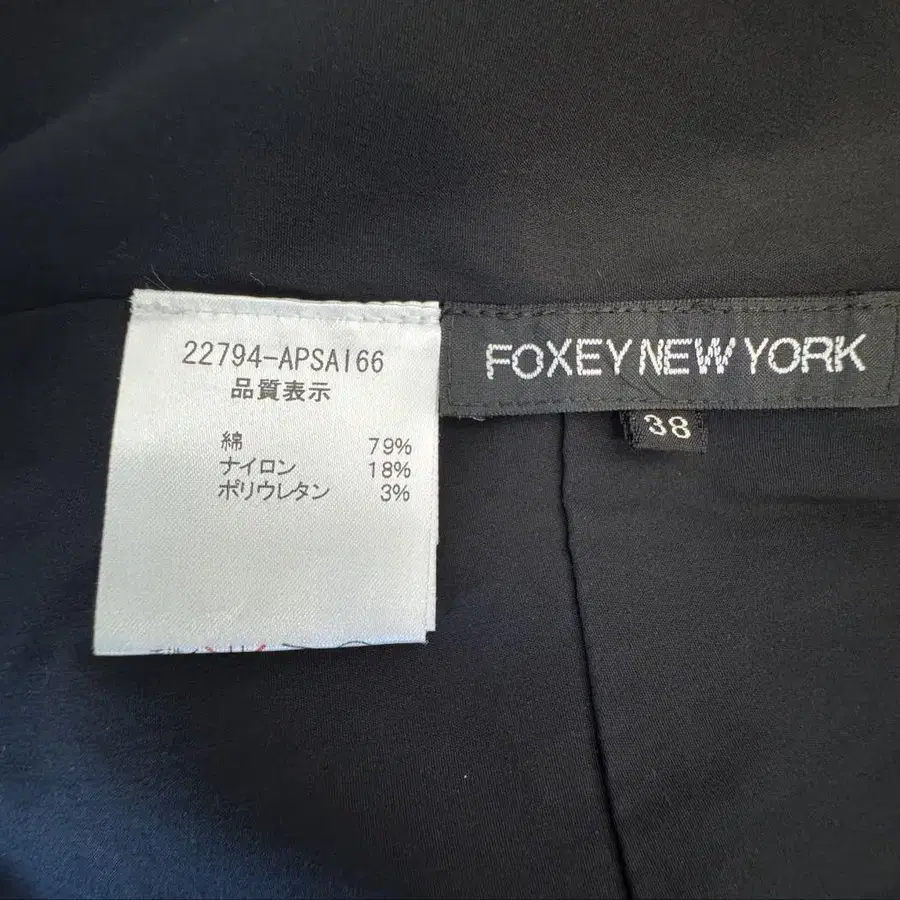 22794-APSAI66
品質表示
綿 79%
ナイロン 18%
ポリウレタン 3%
FOXEY NEW YORK
38